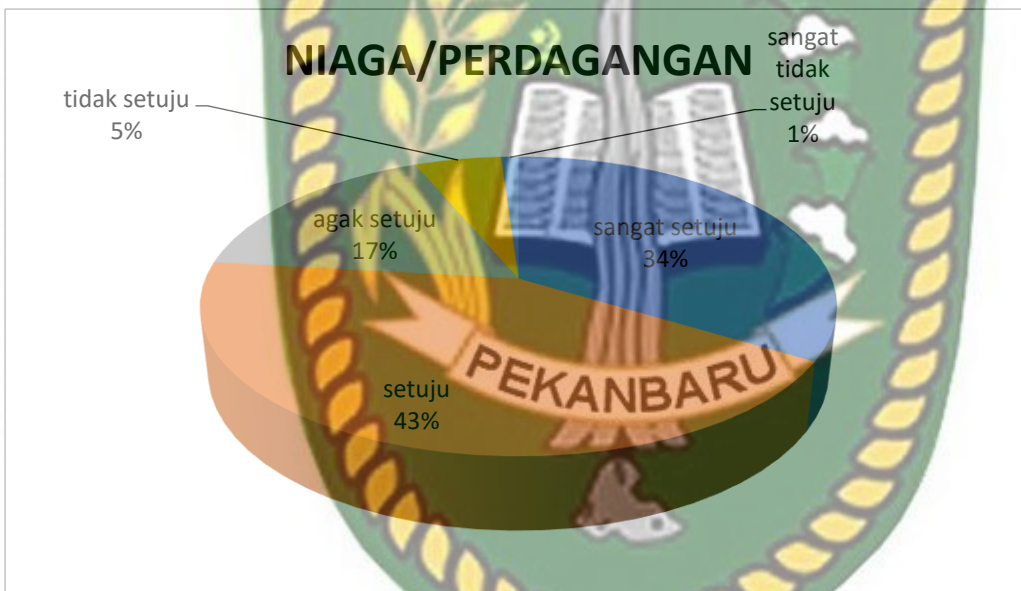 NIAGA/PERDAGANGAN
sangat
tidak
setuju
1%
tidak setuju
5%
agak setuju
17%
sangat setuju
34%
setuju
43%
PEKANBARU